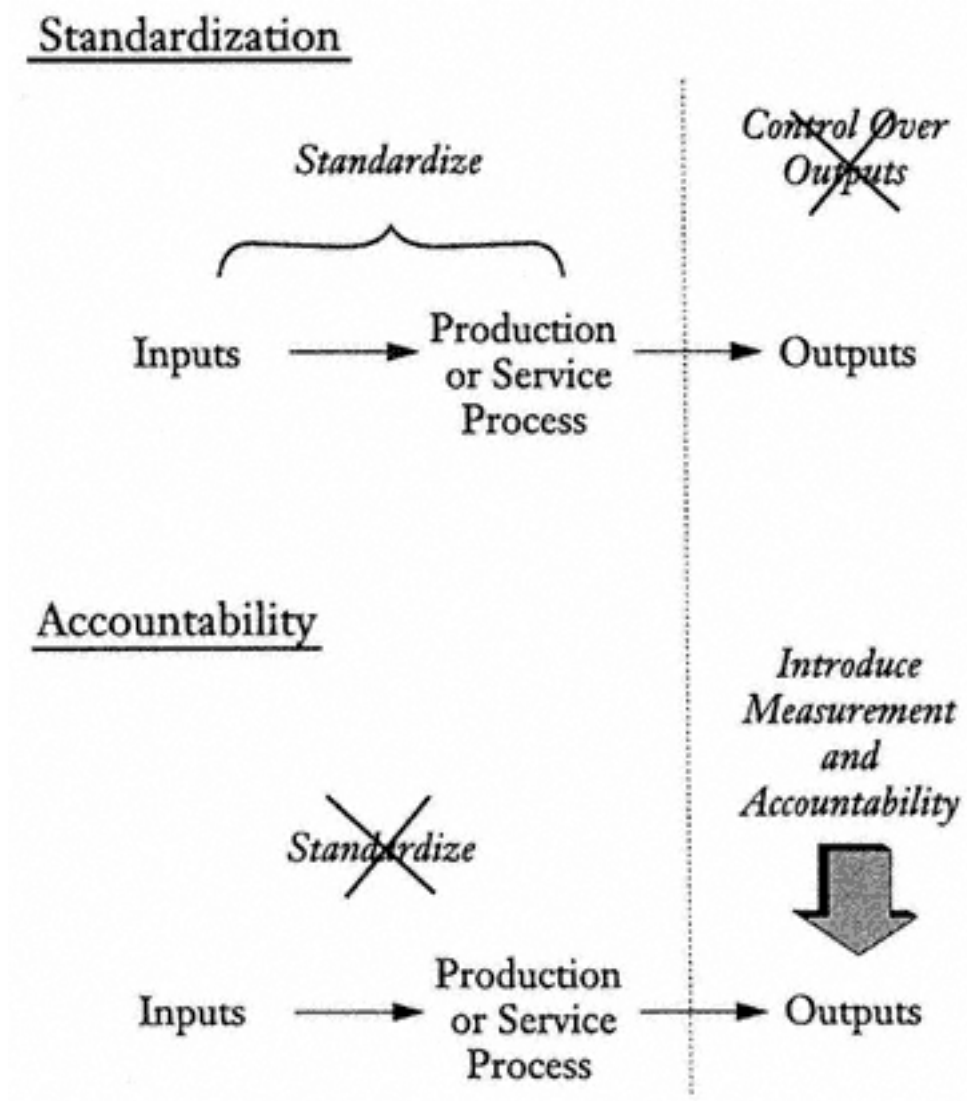 Standardization
Standardize
Control Over
Outputs
Inputs
Production
or Service
Process
Outputs
Accountability
Introduce
Measurement
and
Accountability
Standardize
Inputs
Production
or Service
Process
Outputs